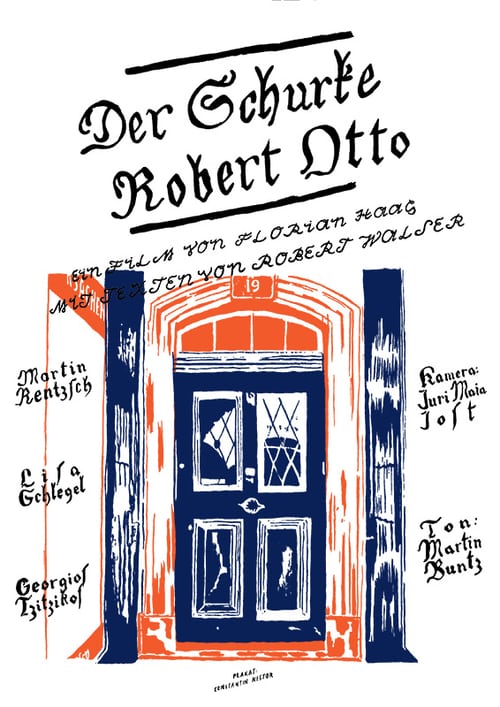 Der Schurke
Robert Otto
EiN FiLM VON FLORiAN HAAG
MiT TEXTEN VON ROBERT WALSER
19
Martin
Rentzsch
Lisa
Schlegel
Georgios
Tzitzikos
Kamera:
Juri Maia
Jost
Ton:
Martin
Buntz
PLAKAT:
CONSTANTIN NESTOR